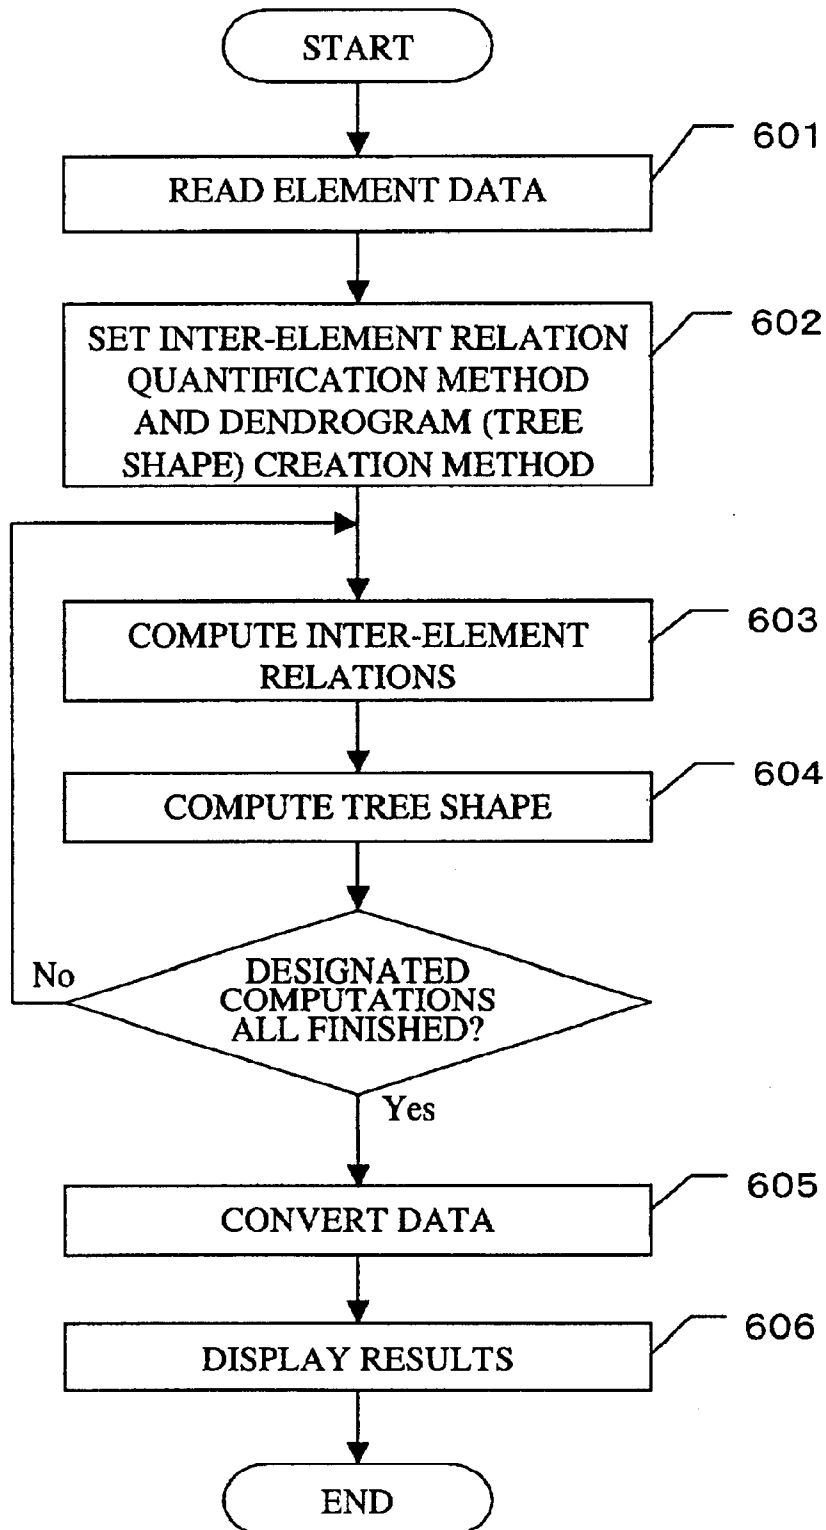 START
601
READ ELEMENT DATA
602
SET INTER-ELEMENT RELATION
QUANTIFICATION METHOD
AND DENDROGRAM (TREE
SHAPE) CREATION METHOD
603
COMPUTE INTER-ELEMENT
RELATIONS
604
COMPUTE TREE SHAPE
No
DESIGNATED
COMPUTATIONS
ALL FINISHED?
Yes
605
CONVERT DATA
606
DISPLAY RESULTS
END